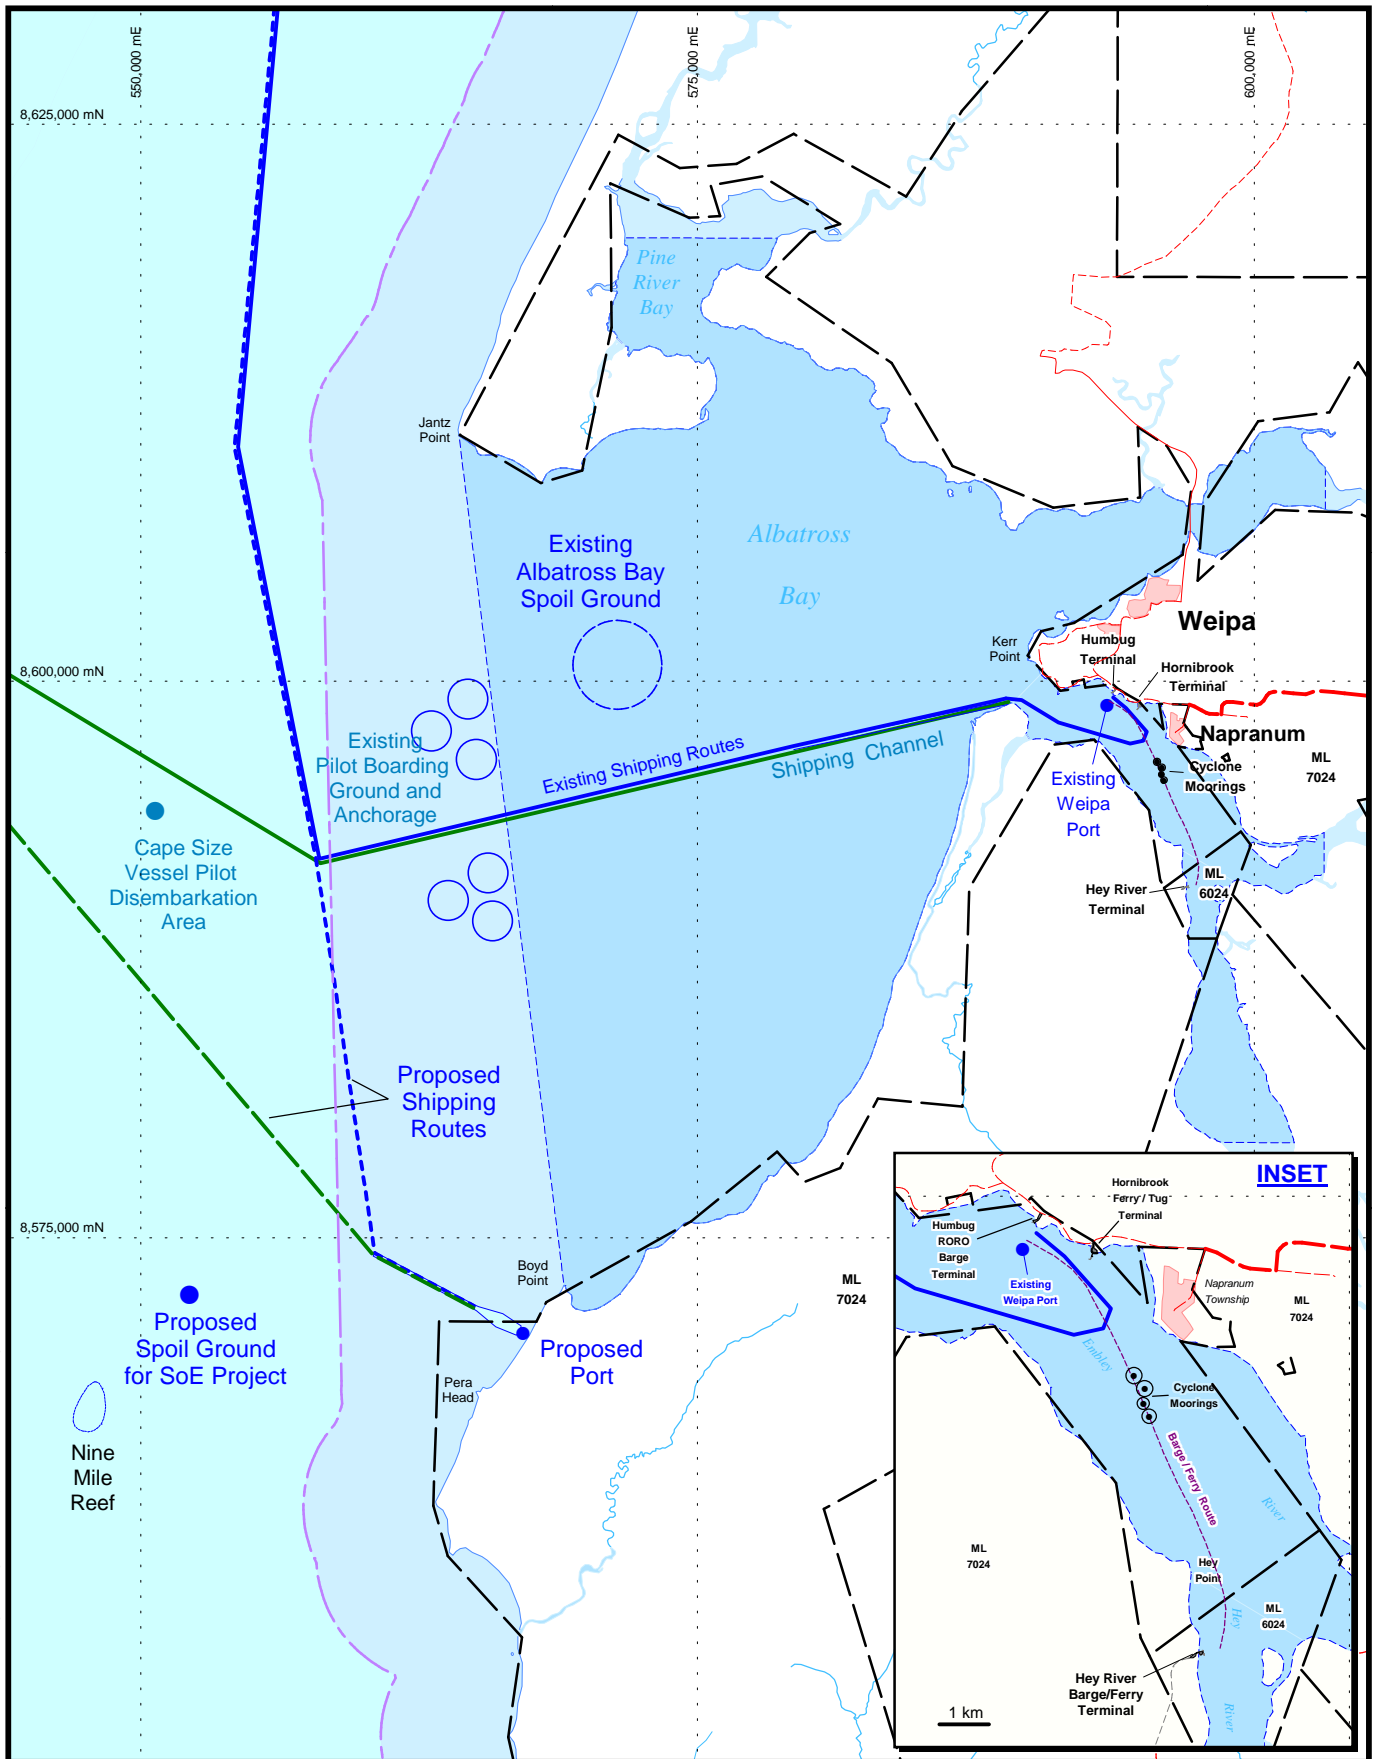 550,000 mE
575,000 mE
600,000 mE
8,625,000 mN
Pine
River
Bay
Jantz
Point
Albatross
Bay
Existing
Albatross Bay
Spoil Ground
Weipa
Kerr
Point
Humbug
Terminal
Hornibrook
Terminal
8,600,000 mN
Napranum
Existing
Pilot Boarding
Ground and
Anchorage
Existing Shipping Routes
Shipping Channel
Existing
Weipa
Port
Cyclone
Moorings
ML
7024
Cape Size
Vessel Pilot
Disembarkation
Area
Hey River
Terminal
ML
6024
Proposed
Shipping
Routes
8,575,000 mN
Boyd
Point
ML
7024
Proposed
Spoil Ground
for SoE Project
Proposed
Port
Pera
Head
Nine
Mile
Reef
INSET
Hornibrook
Ferry / Tug
Terminal
Humbug
RORO
Barge
Terminal
Existing
Weipa Port
Napranum
Township
ML
7024
Embley
Cyclone
Moorings
Barge / Ferry Route
River
ML
7024
Hey
Point
Hey
ML
6024
Hey River
Barge/Ferry
Terminal
River
1 km